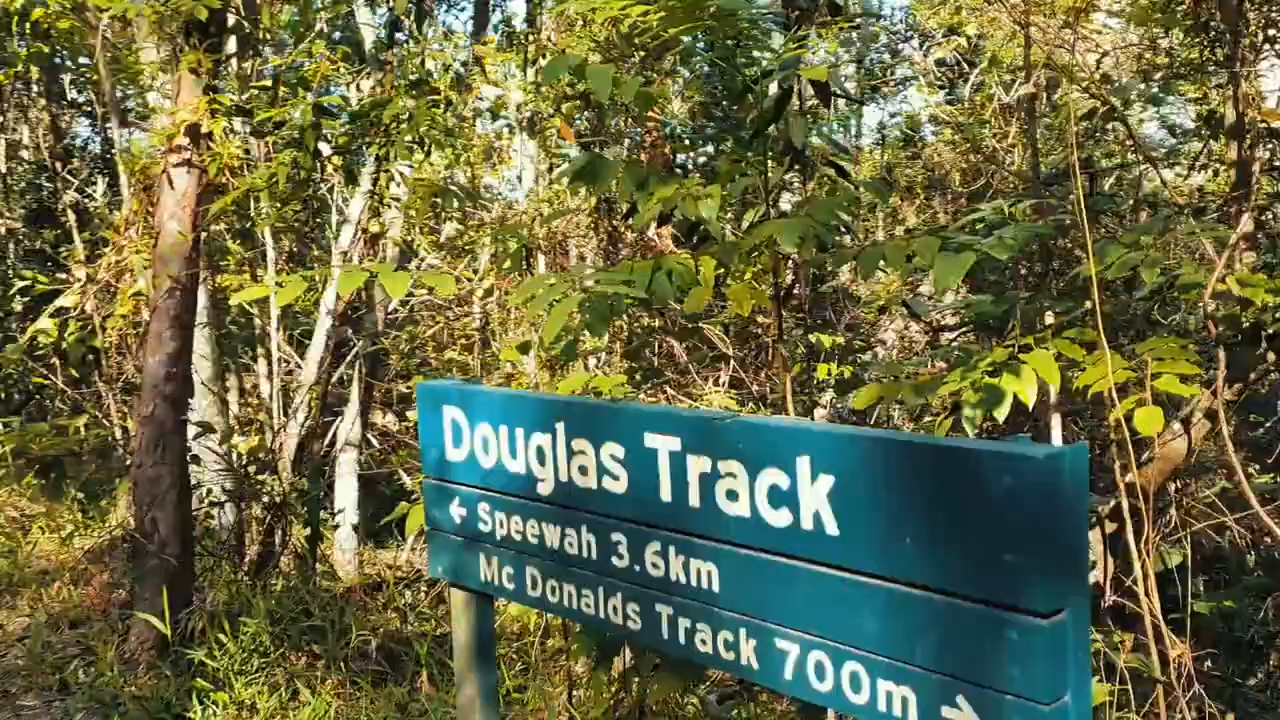 Douglas Track
← Speewah 3.6km
Mc Donalds Track 700m →